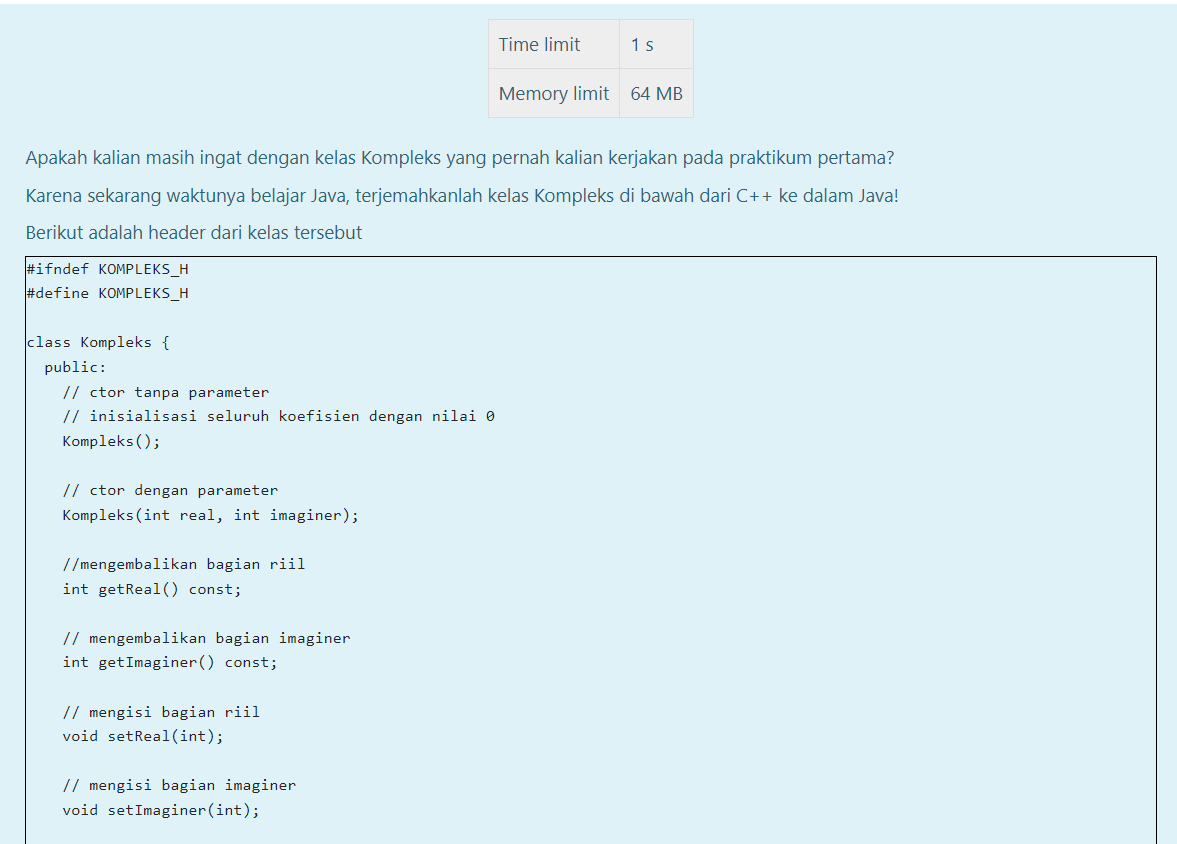 Time limit 1 s
Memory limit 64 MB
Apakah kalian masih ingat dengan kelas Kompleks yang pernah kalian kerjakan pada praktikum pertama?
Karena sekarang waktunya belajar Java, terjemahkanlah kelas Kompleks di bawah dari C++ ke dalam Java!
Berikut adalah header dari kelas tersebut
#ifndef KOMPLEKS_H
#define KOMPLEKS_H
class Kompleks {
public:
// ctor tanpa parameter
// inisialisasi seluruh koefisien dengan nilai 0
Kompleks();
// ctor dengan parameter
Kompleks(int real, int imaginer);
//mengembalikan bagian riil
int getReal() const;
// mengembalikan bagian imaginer
int getImaginer() const;
// mengisi bagian riil
void setReal(int);
// mengisi bagian imaginer
void setImaginer(int);